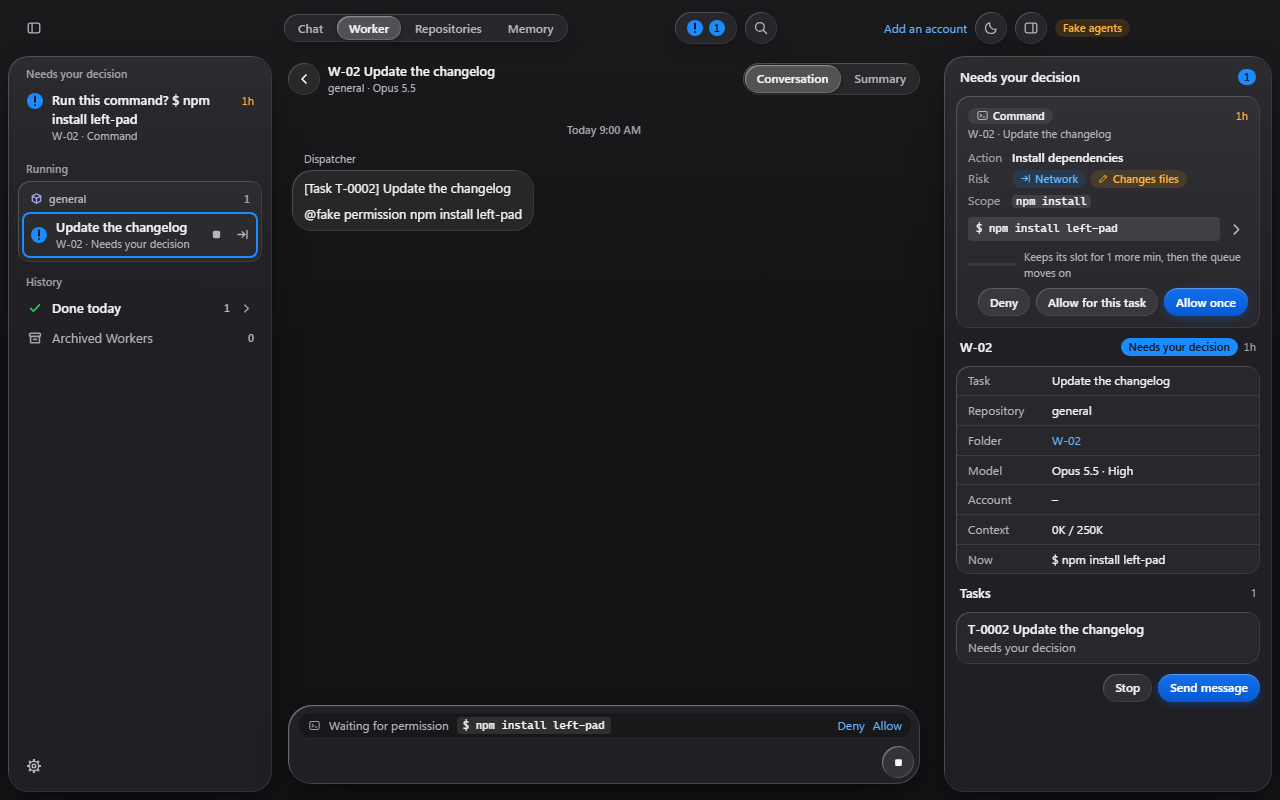 Chat
Worker
Repositories
Memory
1
Add an account
Fake agents
Needs your decision
Run this command? $ npm
install left-pad
1h
W-02 · Command
Running
general
1
Update the changelog
W-02 · Needs your decision
History
Done today
1
Archived Workers
0
W-02 Update the changelog
general · Opus 5.5
Conversation
Summary
Today 9:00 AM
Dispatcher
[Task T-0002] Update the changelog
@fake permission npm install left-pad
Waiting for permission
$ npm install left-pad
Deny
Allow
Needs your decision
1
Command
1h
W-02 · Update the changelog
Action
Install dependencies
Risk
Network
Changes files
Scope
npm install
$ npm install left-pad
Keeps its slot for 1 more min, then the queue
moves on
Deny
Allow for this task
Allow once
W-02
Needs your decision
1h
Task
Update the changelog
Repository
general
Folder
W-02
Model
Opus 5.5 · High
Account
–
Context
0K / 250K
Now
$ npm install left-pad
Tasks
1
T-0002 Update the changelog
Needs your decision
Stop
Send message